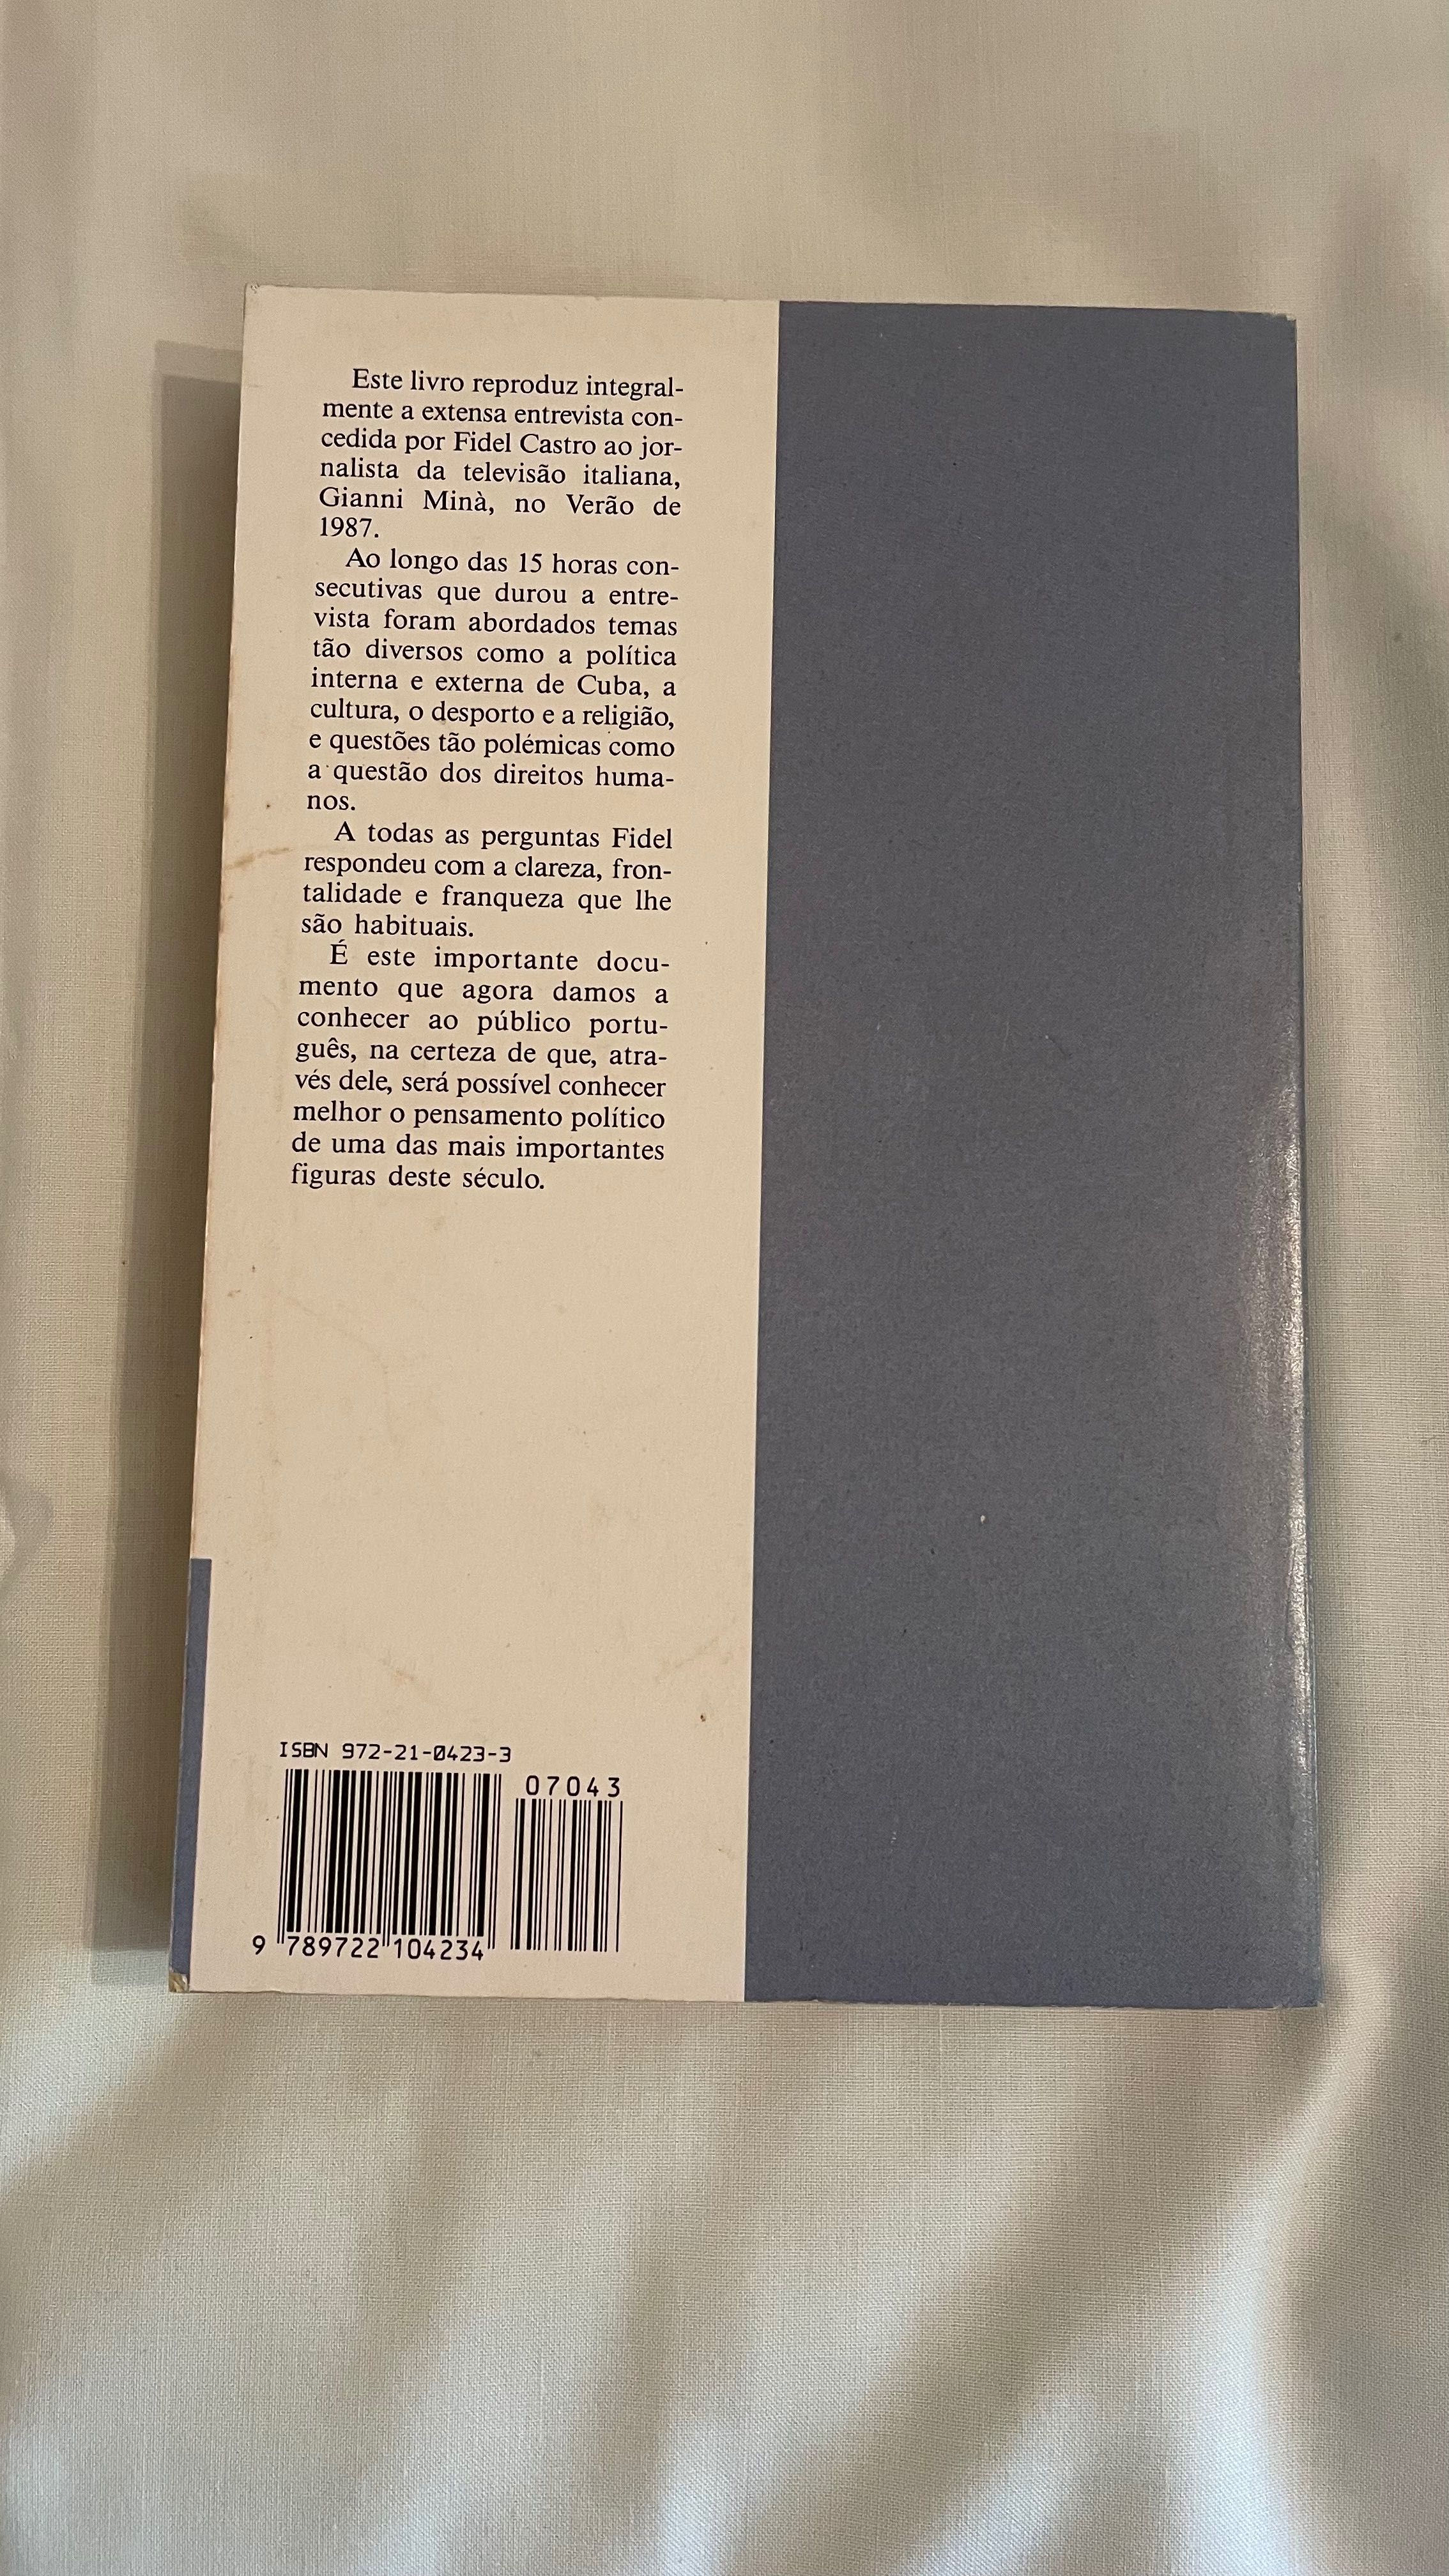 Este livro reproduz integral-
mente a extensa entrevista con-
cedida por Fidel Castro ao jor-
nalista da televisão italiana,
Gianni Minà, no Verão de
1987.
Ao longo das 15 horas con-
secutivas que durou a entre-
vista foram abordados temas
tão diversos como a política
interna e externa de Cuba, a
cultura, o desporto e a religião,
e questões tão polémicas como
a questão dos direitos huma-
nos.
A todas as perguntas Fidel
respondeu com a clareza, fron-
talidade e franqueza que lhe
são habituais.
É este importante docu-
mento que agora damos a
conhecer ao público portu-
guês, na certeza de que, atra-
vés dele, será possível conhecer
melhor o pensamento político
de uma das mais importantes
figuras deste século.
ISBN 972-21-0423-3
07043
9 789722 104234